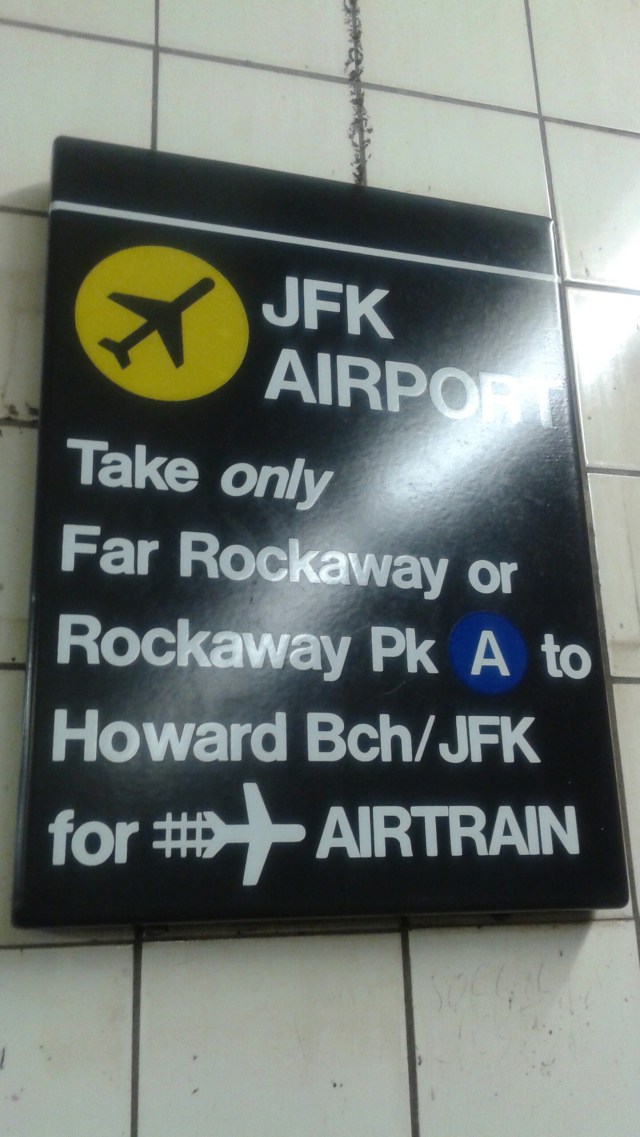 JFK
AIRPORT
Take only
Far Rockaway or
Rockaway Pk A to
Howard Bch/JFK
for AIRTRAIN